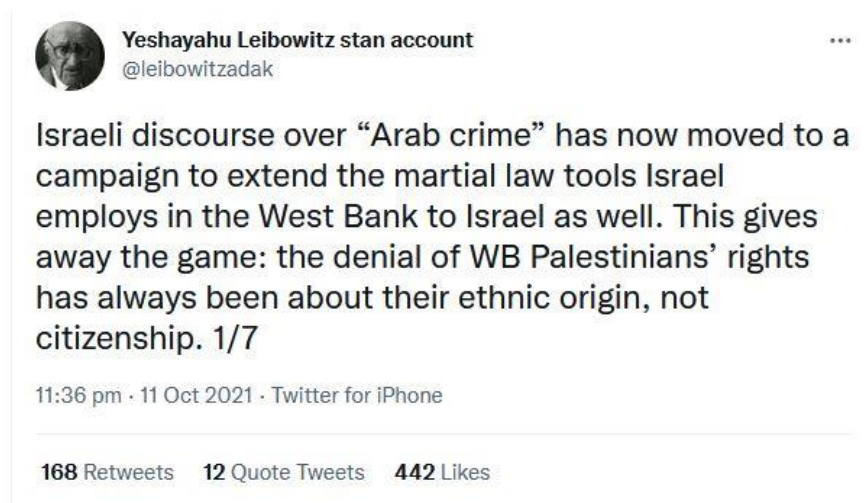 Yeshayahu Leibowitz stan account
@leibowitzadak
Israeli discourse over “Arab crime” has now moved to a
campaign to extend the martial law tools Israel
employs in the West Bank to Israel as well. This gives
away the game: the denial of WB Palestinians’ rights
has always been about their ethnic origin, not
citizenship. 1/7
11:36 pm · 11 Oct 2021 · Twitter for iPhone
168 Retweets 12 Quote Tweets 442 Likes